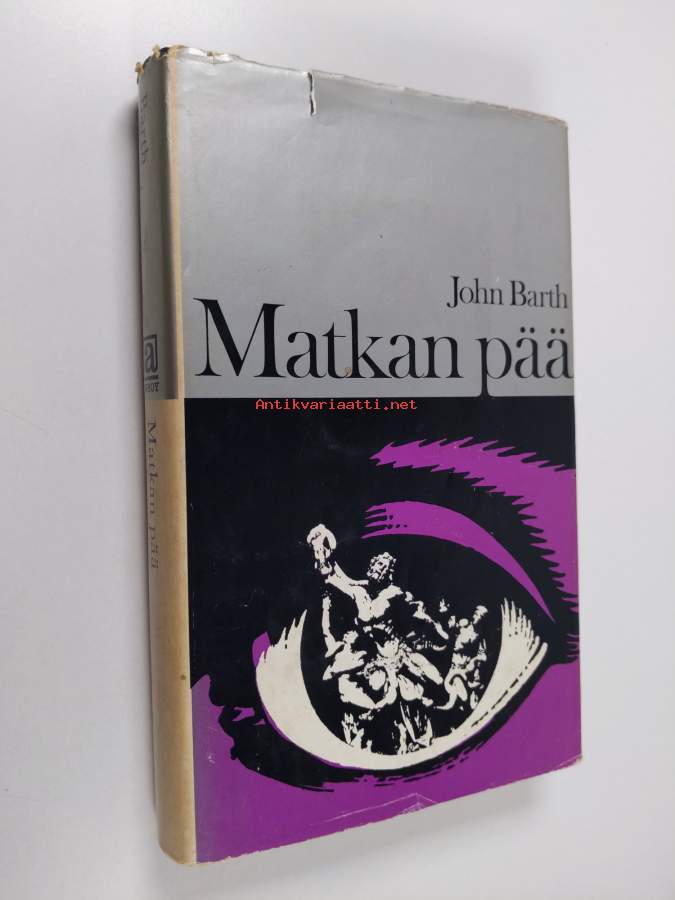 John Barth
Matkan pää
Antikvariaatti.net
Barth
a
Matkan pää